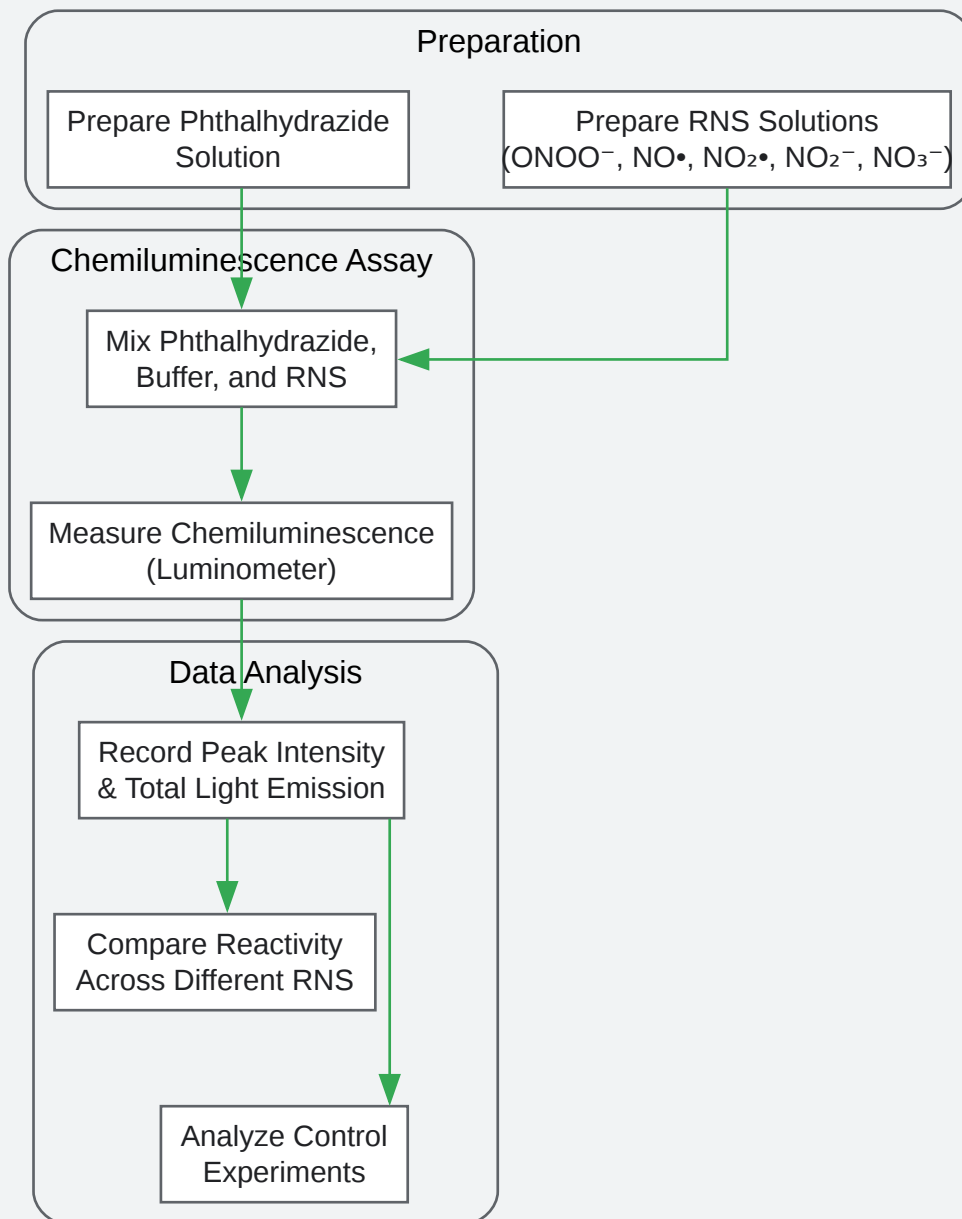 Preparation
Prepare Phthalhydrazide
Solution
Prepare RNS Solutions
(ONOO⁻, NO•, NO₂•, NO₂⁻, NO₃⁻)
Chemiluminescence Assay
Mix Phthalhydrazide,
Buffer, and RNS
Measure Chemiluminescence
(Luminometer)
Data Analysis
Record Peak Intensity
& Total Light Emission
Compare Reactivity
Across Different RNS
Analyze Control
Experiments